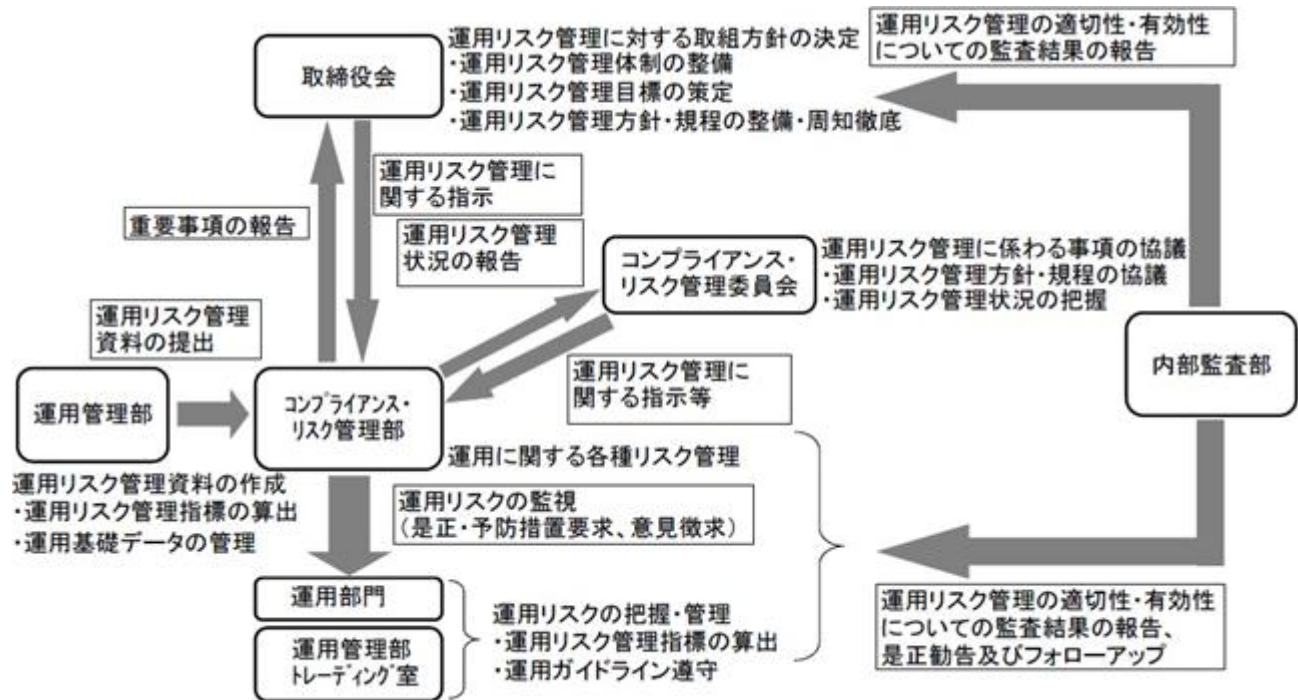 取締役会
運用リスク管理に対する取組方針の決定
・運用リスク管理体制の整備
・運用リスク管理目標の策定
・運用リスク管理方針・規程の整備・周知徹底
運用リスク管理の適切性・有効性
についての監査結果の報告
重要事項の報告
運用リスク管理に
関する指示
運用リスク管理
状況の報告
コンプライアンス・
リスク管理委員会
運用リスク管理に係わる事項の協議
・運用リスク管理方針・規程の協議
・運用リスク管理状況の把握
運用リスク管理
資料の提出
運用管理部
コンプライアンス・
リスク管理部
運用リスク管理に
関する指示等
内部監査部
運用に関する各種リスク管理
運用リスク管理資料の作成
・運用リスク管理指標の算出
・運用基礎データの管理
運用リスクの監視
（是正・予防措置要求、意見徴求）
運用部門
運用管理部
トレーディング室
運用リスクの把握・管理
・運用リスク管理指標の算出
・運用ガイドライン遵守
運用リスク管理の適切性・有効性
についての監査結果の報告、
是正勧告及びフォローアップ